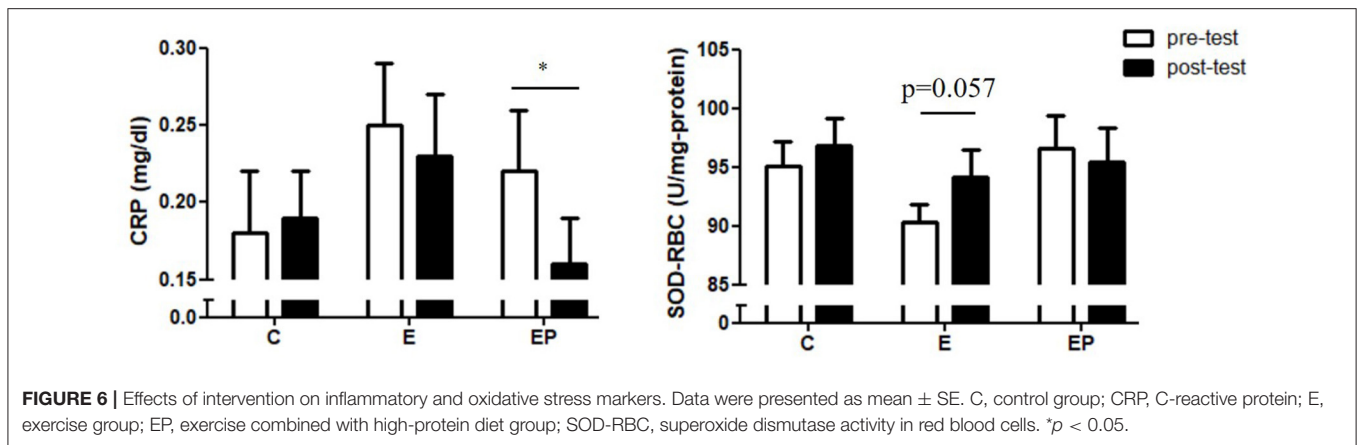 CRP (mg/dl)
0.30
0.25
0.20
0.15
0.0
*
C
E
EP
SOD-RBC (U/mg-protein)
105
100
95
90
85
0
p=0.057
C
E
EP
pre-test
post-test
FIGURE 6 | Effects of intervention on inflammatory and oxidative stress markers. Data were presented as mean ± SE. C, control group; CRP, C-reactive protein; E,
exercise group; EP, exercise combined with high-protein diet group; SOD-RBC, superoxide dismutase activity in red blood cells. *p < 0.05.